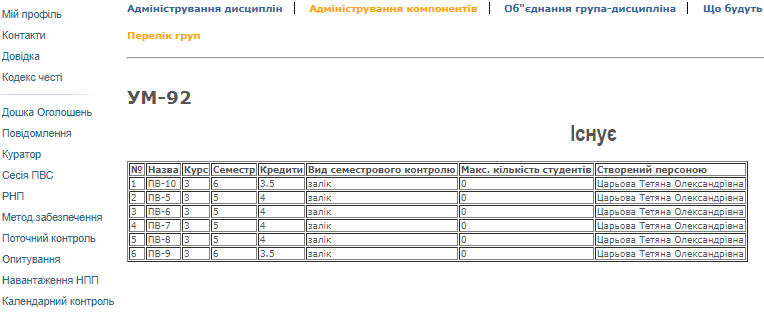 Мій профіль
Контакти
Довідка
Кодекс честі
Дошка Оголошень
Повідомлення
Куратор
Сесія ПВС
РНП
Метод.забезпечення
Поточний контроль
Опитування
Навантаження НПП
Календарний контроль
Адміністрування дисциплін | Адміністрування компонентів | Об"єднання група-дисципліна | Що будуть
Перелік груп
УМ-92
Існує
№ Назва Курс Семестр Кредити Вид семестрового контролю Макс. кількість студентів Створений персоною
1 ПВ-10 3 6 3.5 залік 0 Царьова Тетяна Олександрівна
2 ПВ-5 3 5 4 залік 0 Царьова Тетяна Олександрівна
3 ПВ-6 3 5 4 залік 0 Царьова Тетяна Олександрівна
4 ПВ-7 3 5 4 залік 0 Царьова Тетяна Олександрівна
5 ПВ-8 3 5 4 залік 0 Царьова Тетяна Олександрівна
6 ПВ-9 3 6 3.5 залік 0 Царьова Тетяна Олександрівна